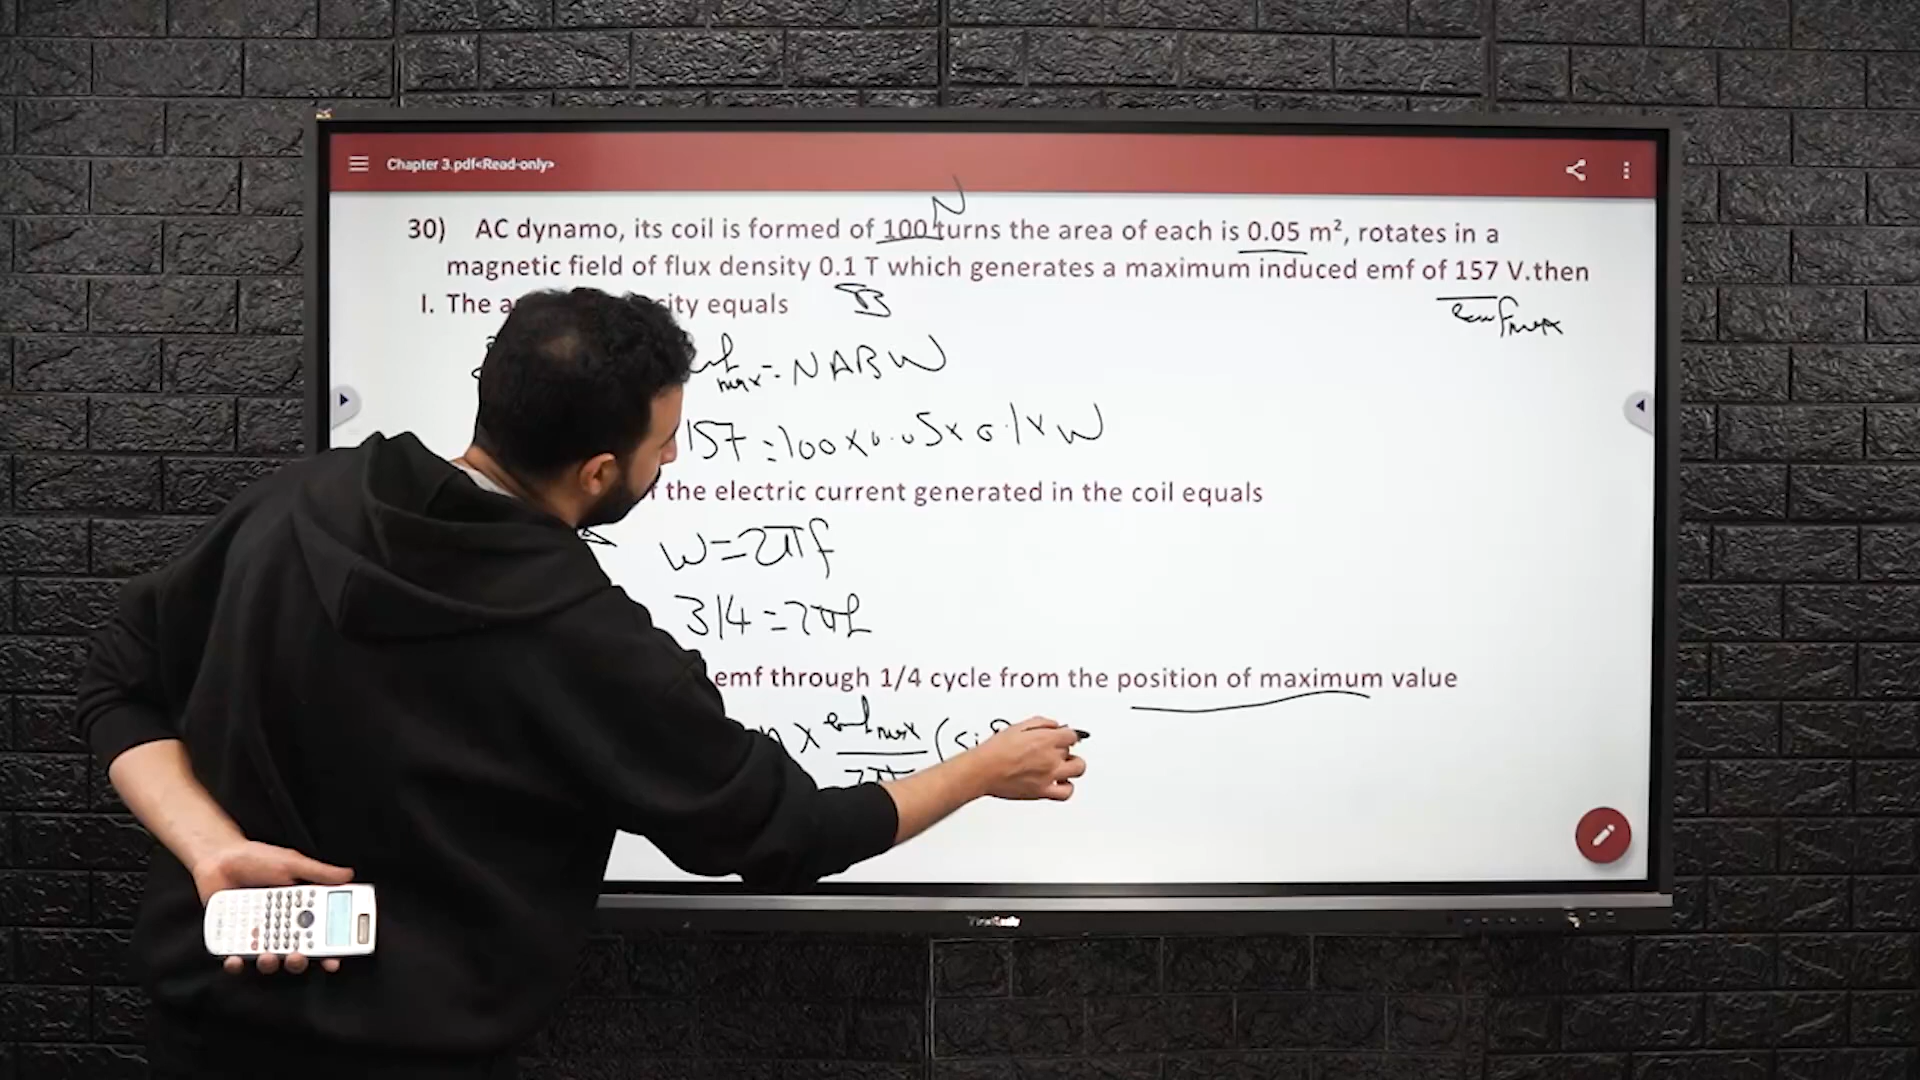 Chapter 3.pdf<Read-only>
N
30) AC dynamo, its coil is formed of 100 turns the area of each is 0.05 m², rotates in a
magnetic field of flux density 0.1 T which generates a maximum induced emf of 157 V.then
I. The ity equals
B
emf max
max = NABW
157 = 100 x 0.05 x 0.1 x W
the electric current generated in the coil equals
W = 2πf
314 = 2πf
emf through 1/4 cycle from the position of maximum value
x emf max (si
2π
ViewSonic